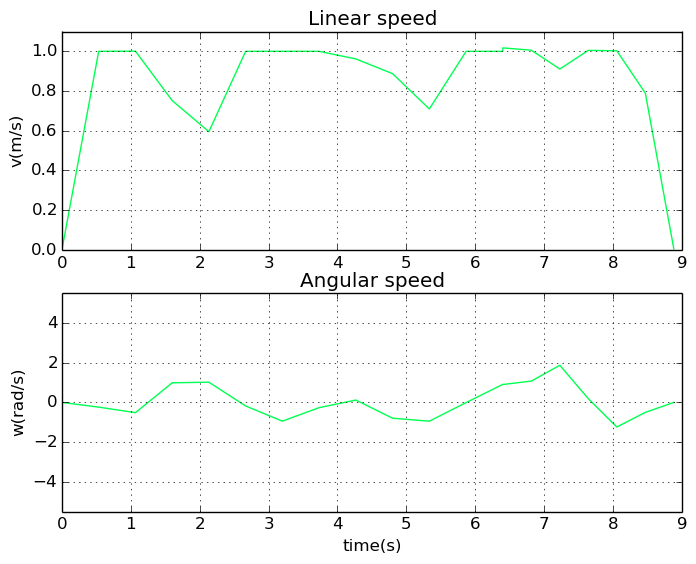 Linear speed
v(m/s)
1.0
0.8
0.6
0.4
0.2
0.0
0 1 2 3 4 5 6 7 8 9
Angular speed
w(rad/s)
4
2
0
−2
−4
0 1 2 3 4 5 6 7 8 9
time(s)